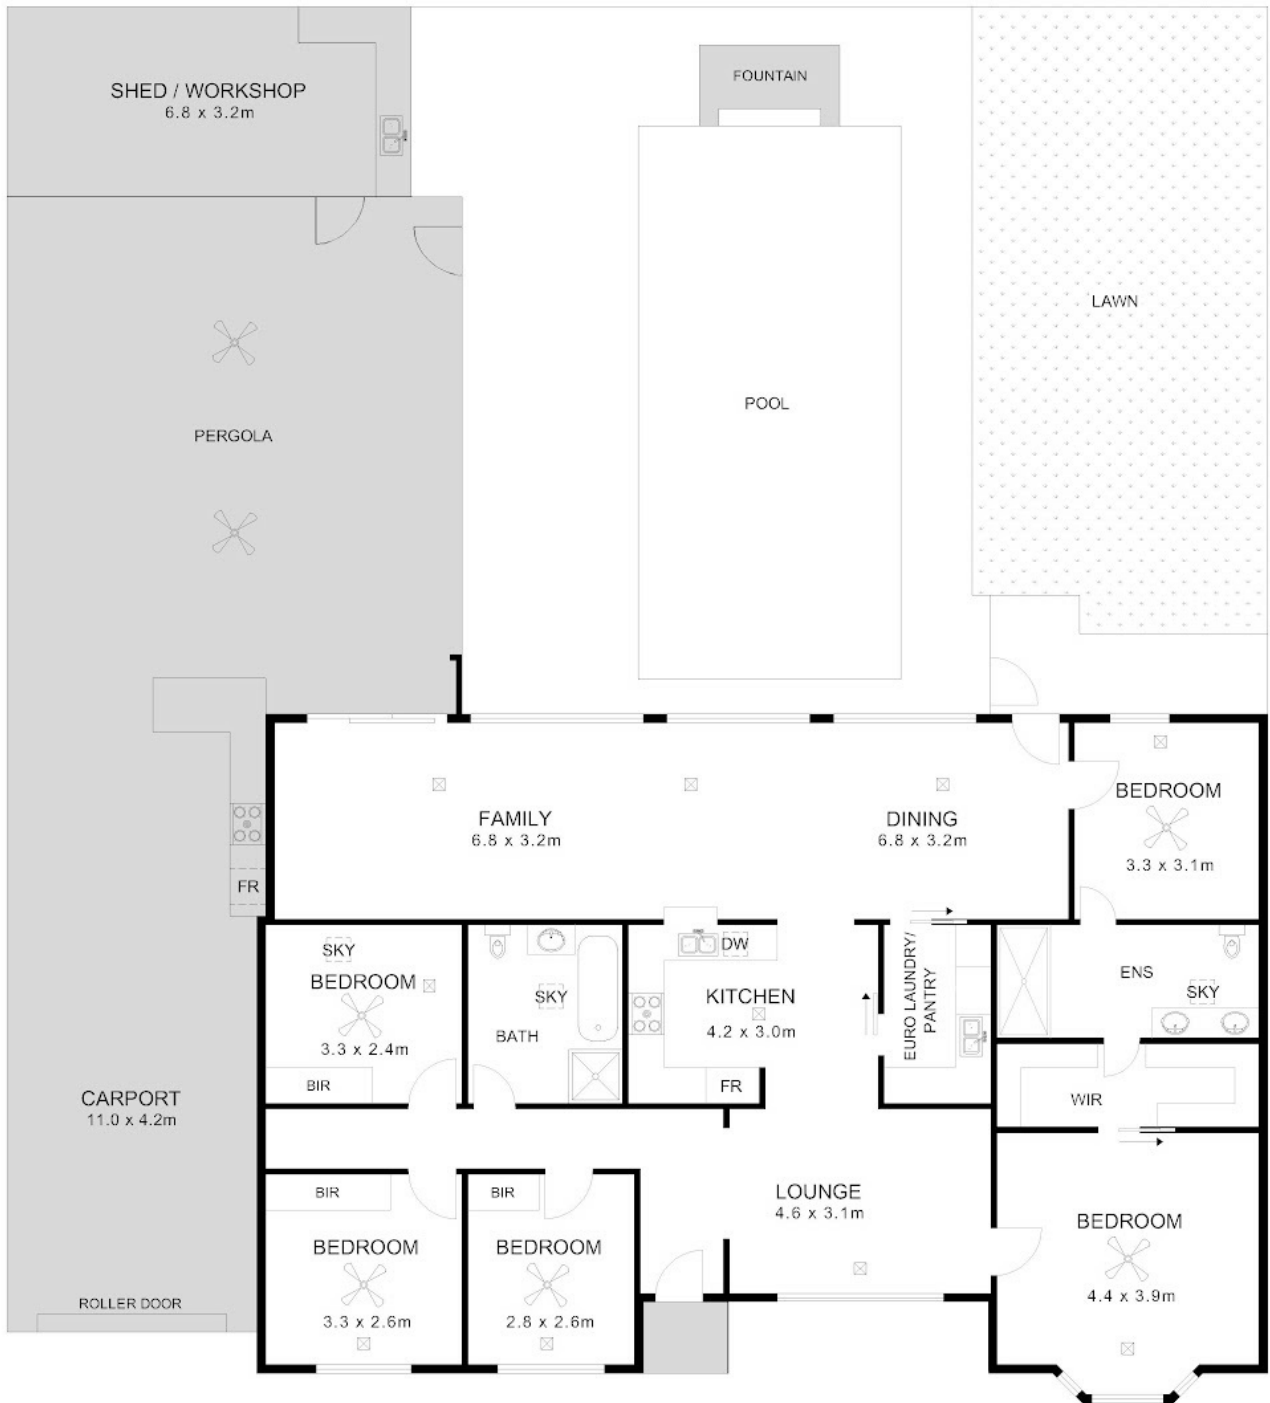 SHED / WORKSHOP
6.8 x 3.2m
FOUNTAIN
LAWN
POOL
PERGOLA
BEDROOM
3.3 x 3.1m
FAMILY
6.8 x 3.2m
DINING
6.8 x 3.2m
FR
SKY
BEDROOM
3.3 x 2.4m
BIR
SKY
BATH
DW
KITCHEN
4.2 x 3.0m
FR
EURO LAUNDRY/
PANTRY
ENS
SKY
WIR
CARPORT
11.0 x 4.2m
ROLLER DOOR
BIR
BEDROOM
3.3 x 2.6m
BIR
BEDROOM
2.8 x 2.6m
LOUNGE
4.6 x 3.1m
BEDROOM
4.4 x 3.9m